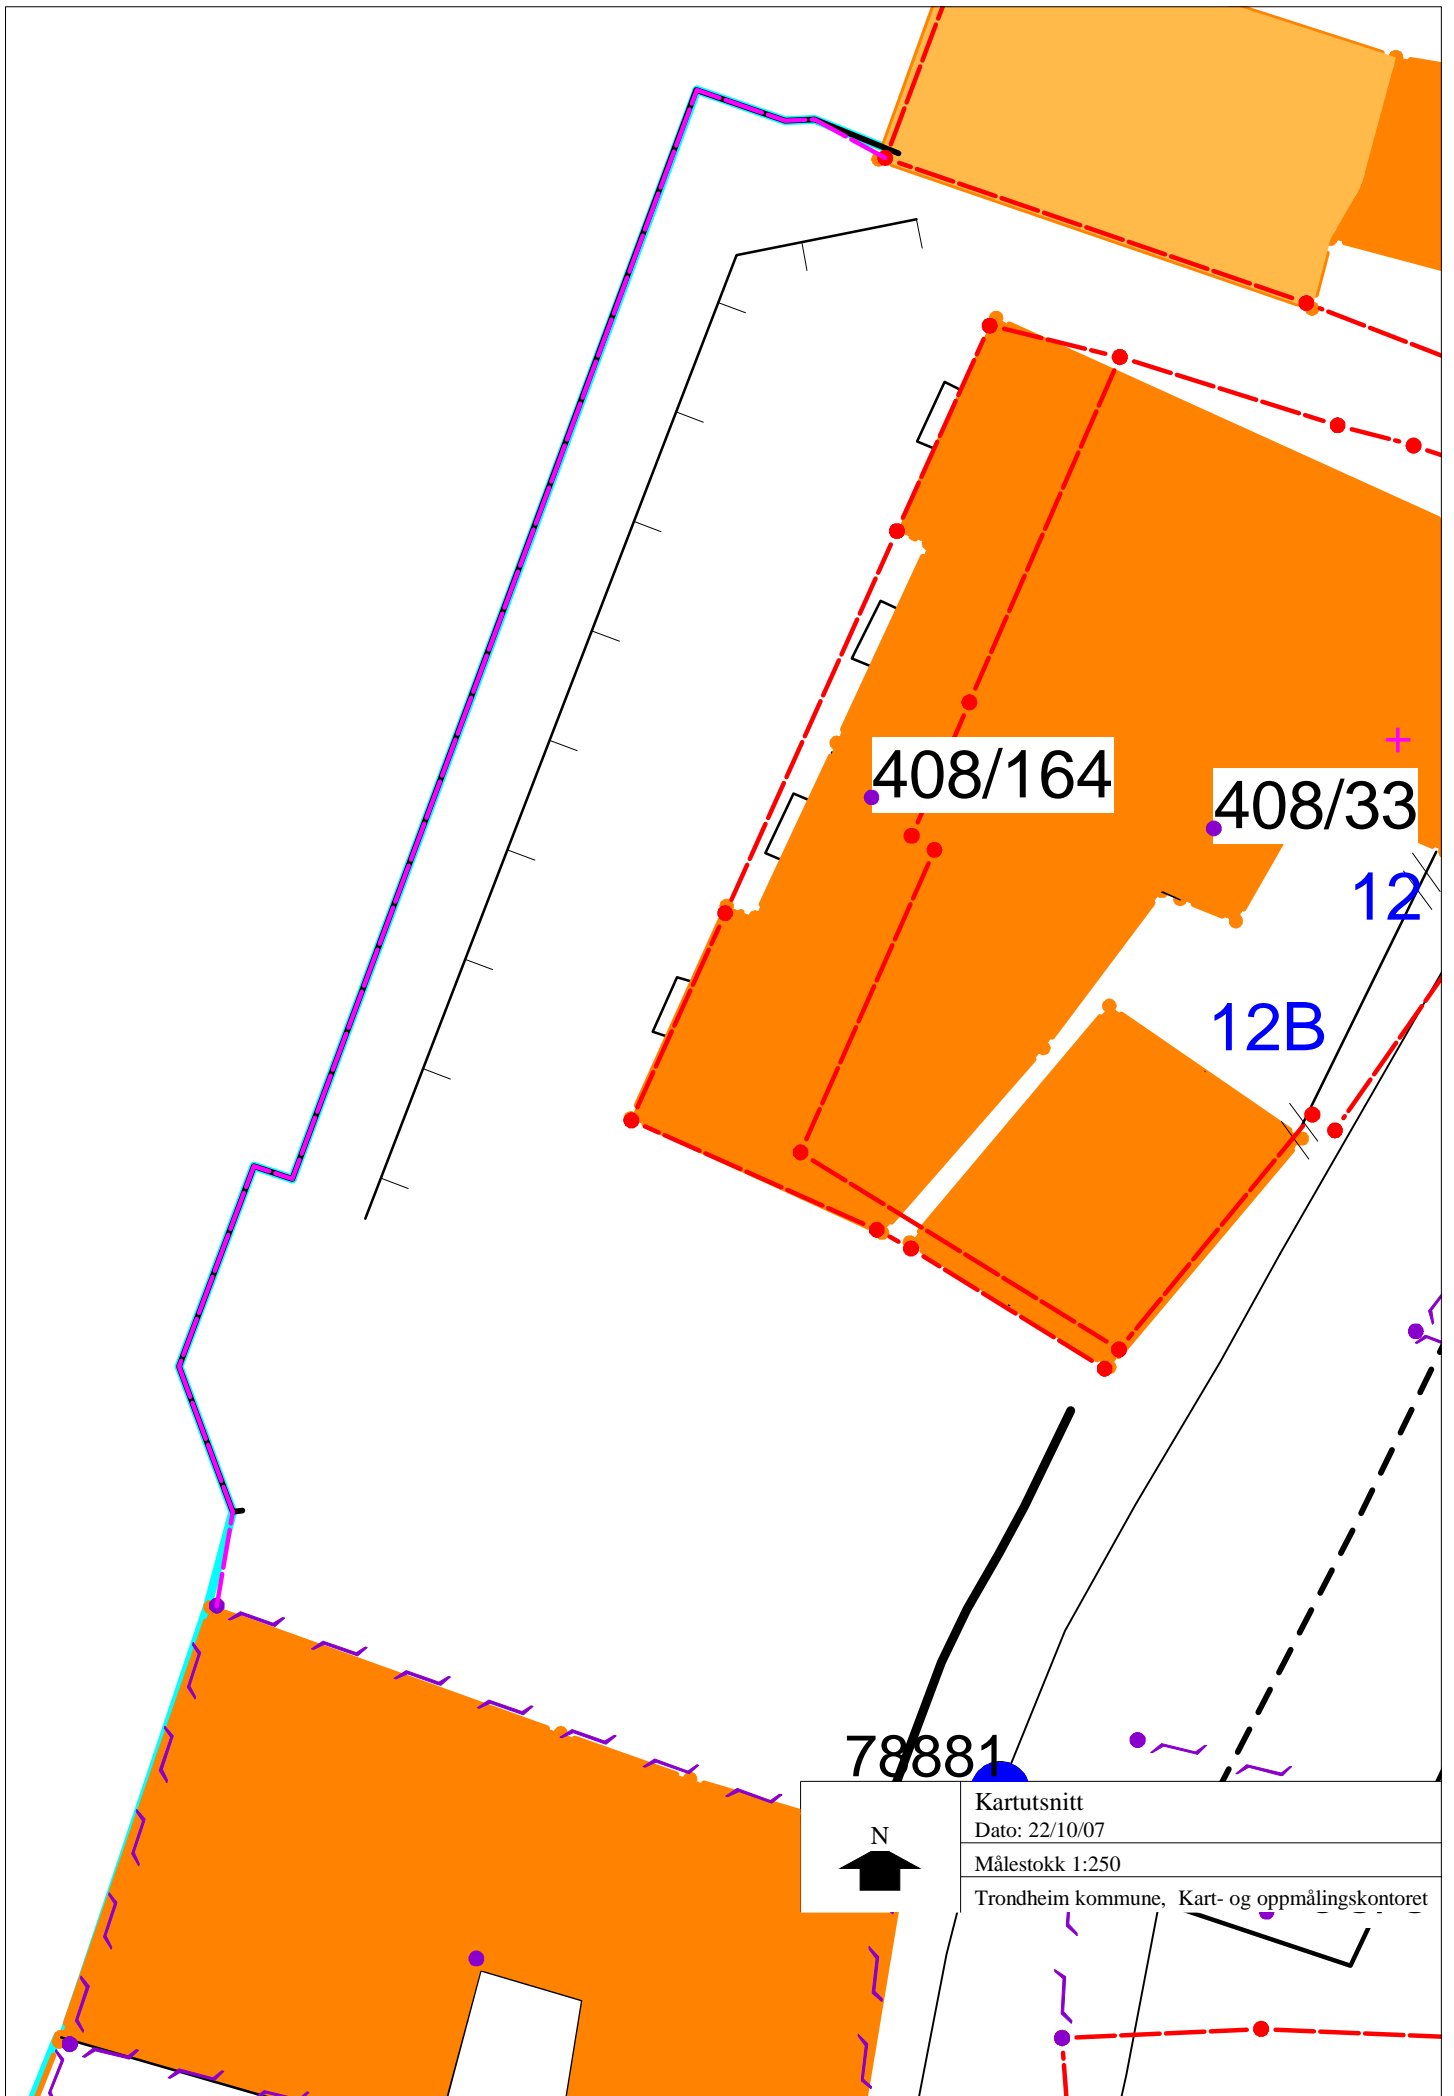 408/164
408/33
12
12B
78881
N
Kartutsnitt
Dato: 22/10/07
Målestokk 1:250
Trondheim kommune, Kart- og oppmålingskontoret